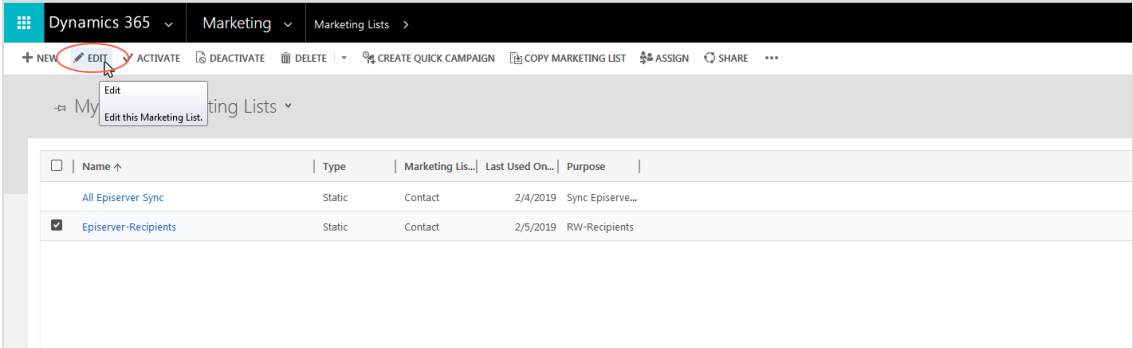 Dynamics 365 Marketing Marketing Lists >
+ NEW EDIT ACTIVATE DEACTIVATE DELETE CREATE QUICK CAMPAIGN COPY MARKETING LIST ASSIGN SHARE ...
Edit
My ting Lists
Edit this Marketing List.
Name ↑ Type Marketing Lis... Last Used On... Purpose
All Episerver Sync Static Contact 2/4/2019 Sync Episerve...
Episerver-Recipients Static Contact 2/5/2019 RW-Recipients